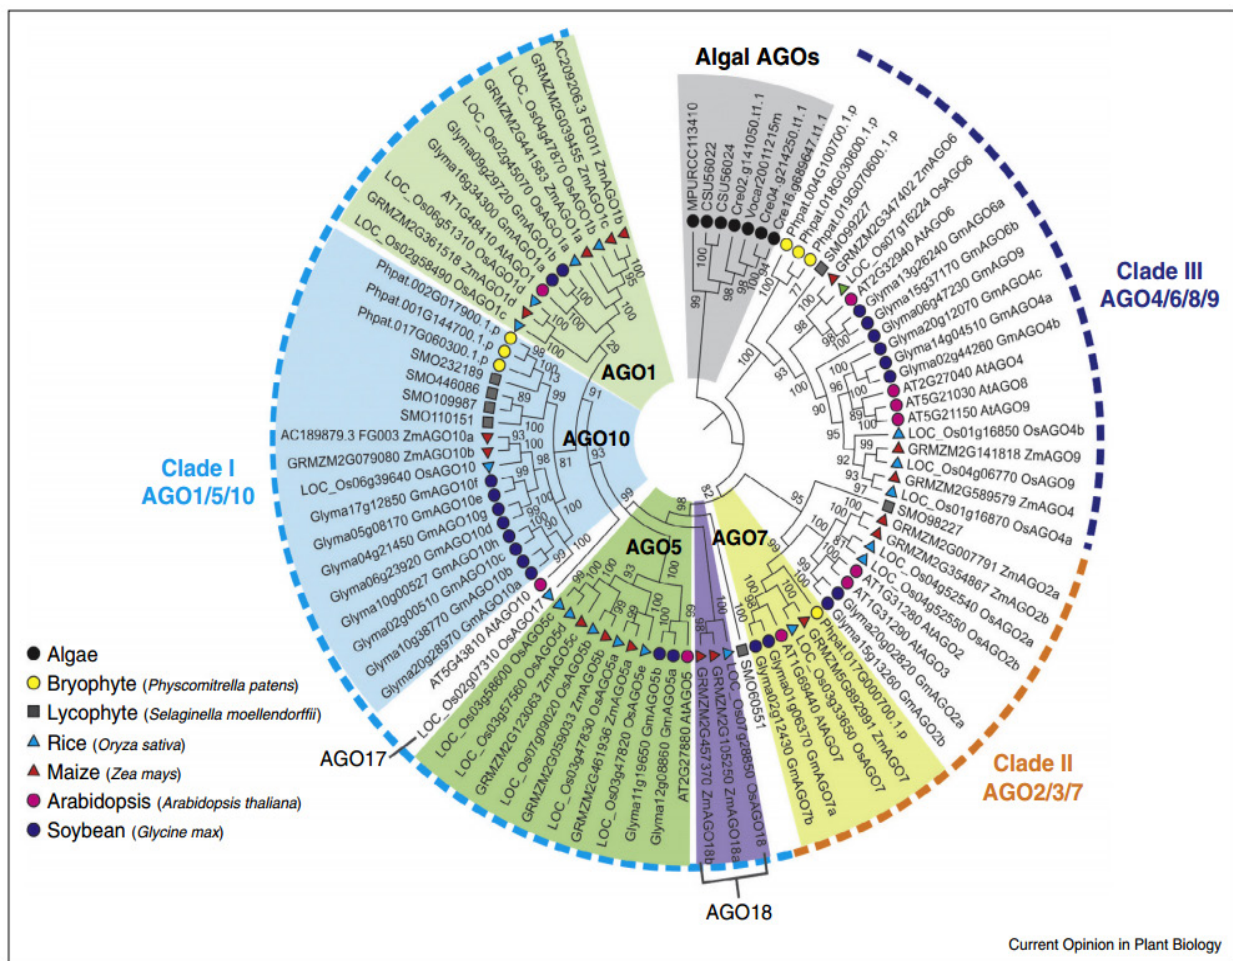 Algal AGOs
MPURCC113410
CSU56022
CSU56024
Cre02.g141050.t1.1
Vocar20011215m
Cre04.g214250.t1.1
Cre16.g689647.t1.1
Phpat.004G100700.1.p
Phpat.018G030600.1.p
Phpat.019G070600.1.p
SMO99227
GRMZM2G347402 ZmAGO6
LOC_Os07g16224 OsAGO6
AT2G32940 AtAGO6
Glyma13g26240 GmAGO6a
Glyma15g37170 GmAGO6b
Glyma06g47230 GmAGO9
Glyma20g12070 GmAGO4c
Glyma14g04510 GmAGO4a
Glyma02g44260 GmAGO4b
AT2G27040 AtAGO4
AT5G21030 AtAGO8
AT5G21150 AtAGO9
LOC_Os01g16850 OsAGO4b
GRMZM2G141818 ZmAGO9
LOC_Os04g06770 OsAGO9
GRMZM2G589579 ZmAGO4
LOC_Os01g16870 OsAGO4a
SMO98227
GRMZM2G007791 ZmAGO2a
GRMZM2G354867 ZmAGO2b
LOC_Os04g52540 OsAGO2a
LOC_Os04g52550 OsAGO2b
AT1G31280 AtAGO2
AT1G31290 AtAGO3
Glyma20g02820 GmAGO2a
Glyma15g13260 GmAGO2b
Phpat.017G000700.1.p
GRMZM5G892991 ZmAGO7
LOC_Os03g33650 OsAGO7
AT1G69440 AtAGO7
Glyma01g06370 GmAGO7a
Glyma02g12430 GmAGO7b
SMO60551
LOC_Os07g28850 OsAGO18
GRMZM2G105250 ZmAGO18a
GRMZM2G457370 ZmAGO18b
AT2G27880 AtAGO5
Glyma12g08860 GmAGO5a
Glyma11g19650 GmAGO5b
LOC_Os03g47820 OsAGO5e
GRMZM2G461936 ZmAGO5a
LOC_Os03g47830 OsAGO5a
GRMZM2G059033 ZmAGO5b
LOC_Os07g09020 OsAGO5b
GRMZM2G123063 ZmAGO5c
LOC_Os03g57560 OsAGO5d
LOC_Os03g58600 OsAGO5c
LOC_Os02g07310 OsAGO17
AT5G43810 AtAGO10
Glyma20g28970 GmAGO10a
Glyma10g38770 GmAGO10b
Glyma02g00510 GmAGO10c
Glyma10g00527 GmAGO10h
Glyma06g23920 GmAGO10d
Glyma04g21450 GmAGO10g
Glyma05g08170 GmAGO10e
Glyma17g12850 GmAGO10f
LOC_Os06g39640 OsAGO10
GRMZM2G079080 ZmAGO10b
AC189879.3 FG003 ZmAGO10a
SMO110151
SMO109987
SMO446086
SMO232189
Phpat.017G060300.1.p
Phpat.001G144700.1.p
Phpat.002G017900.1.p
LOC_Os02g58490 OsAGO1c
GRMZM2G361518 ZmAGO1d
LOC_Os06g51310 OsAGO1d
AT1G48410 AtAGO1
Glyma16g34300 GmAGO1a
Glyma09g29720 GmAGO1b
LOC_Os02g45070 OsAGO1a
GRMZM2G441583 ZmAGO1a
LOC_Os04g47870 OsAGO1b
GRMZM2G039455 ZmAGO1b
AC209206.3 FG011 ZmAGO1b
Clade III
AGO4/6/8/9
AGO1
AGO10
AGO5
AGO7
Clade I
AGO1/5/10
Clade II
AGO2/3/7
AGO17
AGO18
Algae
Bryophyte (Physcomitrella patens)
Lycophyte (Selaginella moellendorffii)
Rice (Oryza sativa)
Maize (Zea mays)
Arabidopsis (Arabidopsis thaliana)
Soybean (Glycine max)
Current Opinion in Plant Biology